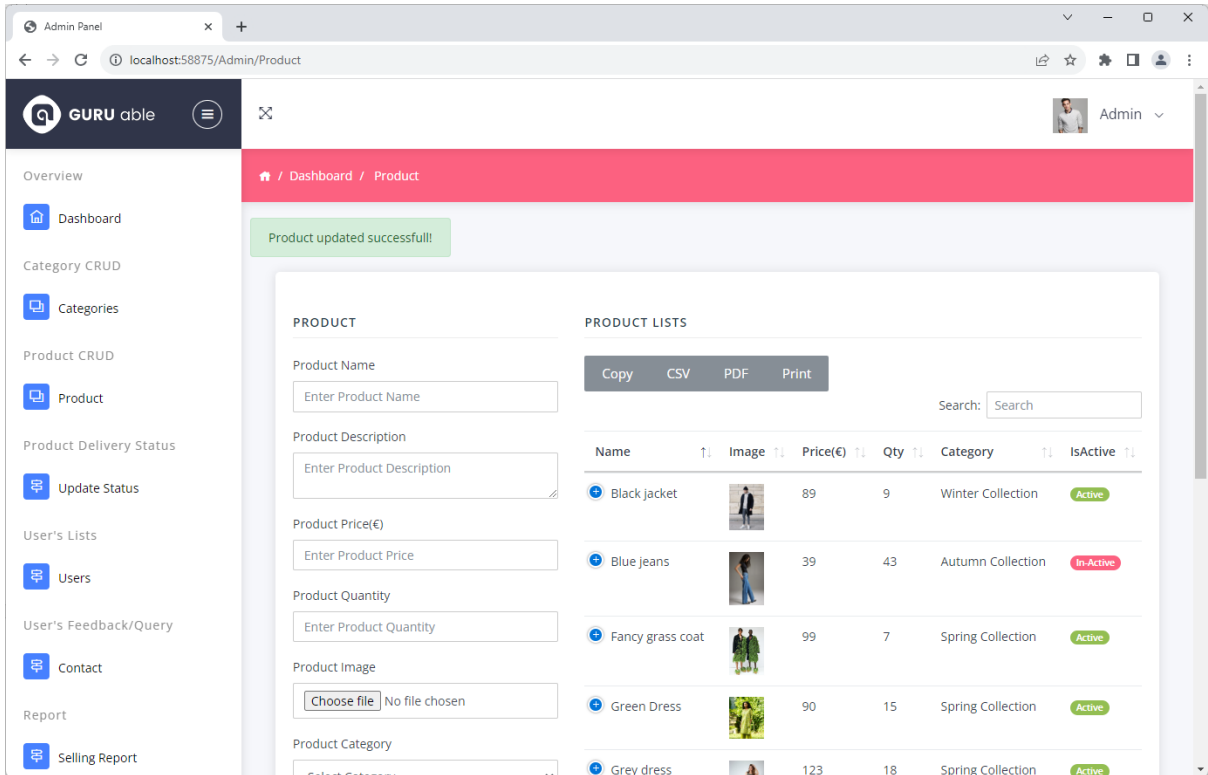 Admin Panel
localhost:58875/Admin/Product
GURU able
Admin
Overview
Dashboard
Category CRUD
Categories
Product CRUD
Product
Product Delivery Status
Update Status
User's Lists
Users
User's Feedback/Query
Contact
Report
Selling Report
/ Dashboard / Product
Product updated successfull!
PRODUCT
Product Name
Enter Product Name
Product Description
Enter Product Description
Product Price(€)
Enter Product Price
Product Quantity
Enter Product Quantity
Product Image
Choose file No file chosen
Product Category
Select Category
PRODUCT LISTS
Copy CSV PDF Print
Search: Search
Name Image Price(€) Qty Category IsActive
Black jacket 89 9 Winter Collection Active
Blue jeans 39 43 Autumn Collection In-Active
Fancy grass coat 99 7 Spring Collection Active
Green Dress 90 15 Spring Collection Active
Grey dress 123 18 Spring Collection Active